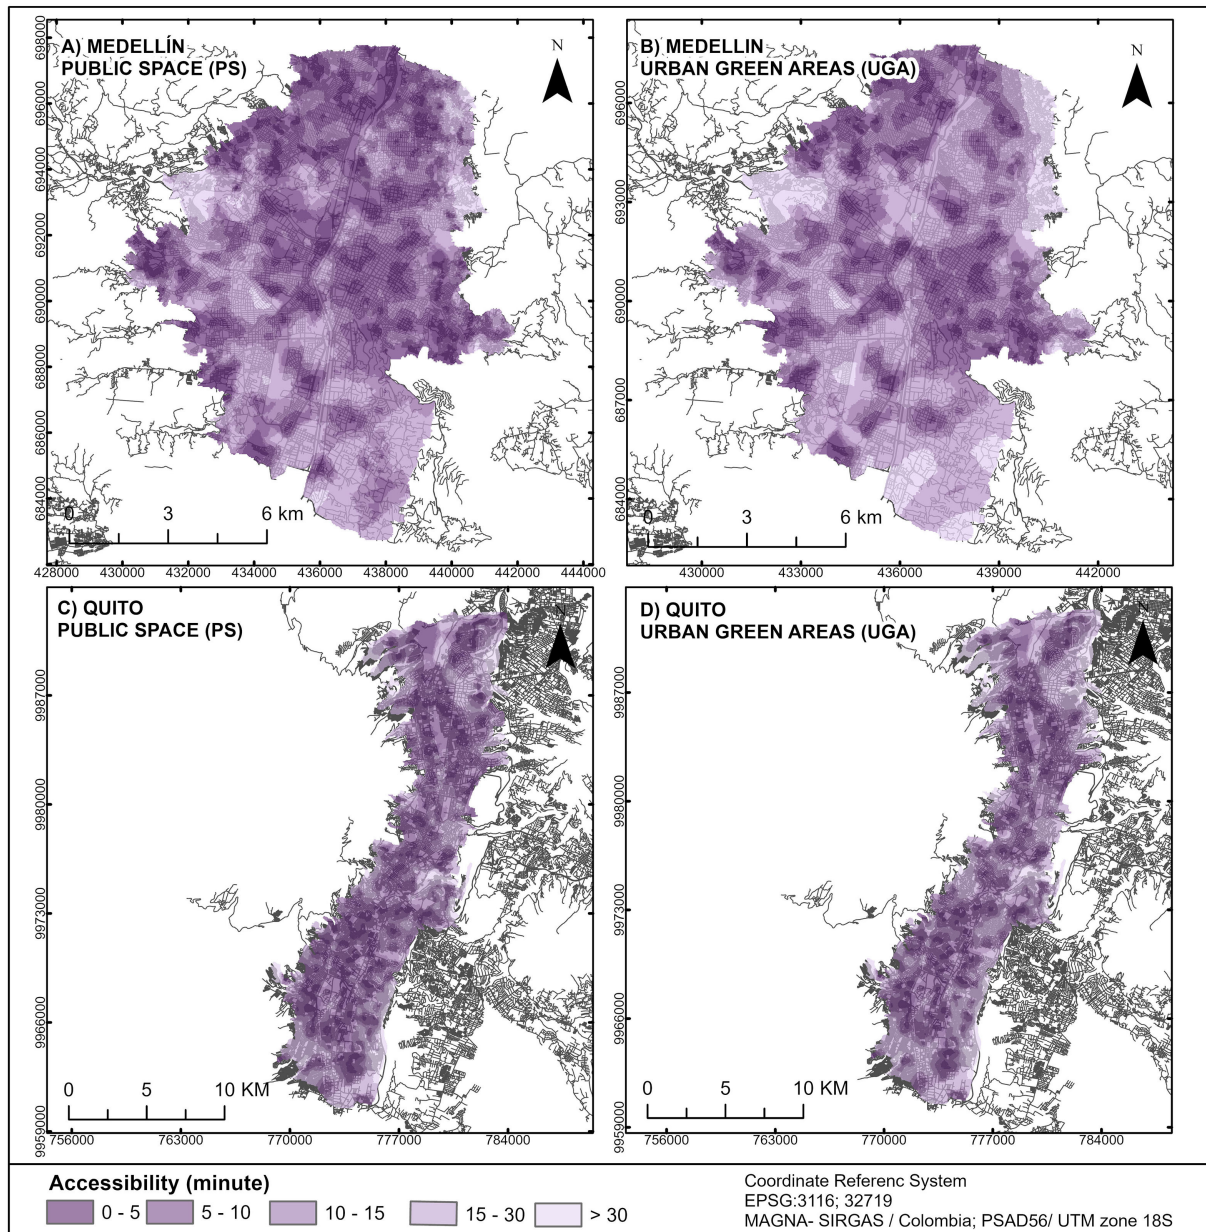 A) MEDELLÍN
PUBLIC SPACE (PS)
N
698000
696000
694000
692000
690000
688000
686000
684000
0 3 6 km
428000 430000 432000 434000 436000 438000 440000 442000 444000
B) MEDELLIN
URBAN GREEN AREAS (UGA)
N
696000
693000
690000
687000
684000
0 3 6 km
430000 433000 436000 439000 442000
C) QUITO
PUBLIC SPACE (PS)
N
9987000
9980000
9973000
9966000
9959000
0 5 10 KM
756000 763000 770000 777000 784000
D) QUITO
URBAN GREEN AREAS (UGA)
N
9987000
9980000
9973000
9966000
9959000
0 5 10 KM
756000 763000 770000 777000 784000
Accessibility (minute)
0 - 5 5 - 10 10 - 15 15 - 30 > 30
Coordinate Referenc System
EPSG:3116; 32719
MAGNA- SIRGAS / Colombia; PSAD56/ UTM zone 18S